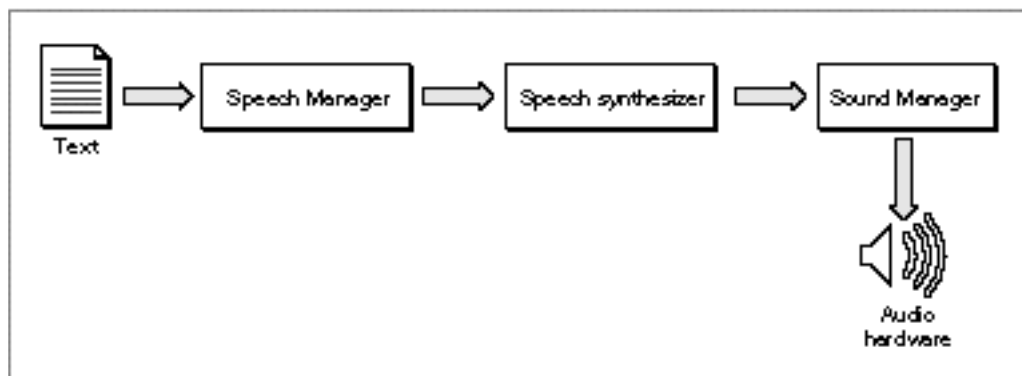 Text
Speech Manager
Speech synthesizer
Sound Manager
Audio
hardware